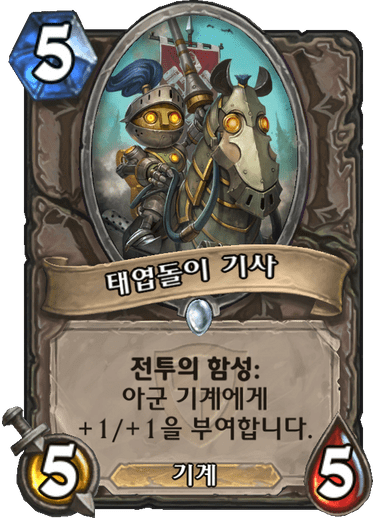 5
태엽돌이 기사
전투의 함성:
아군 기계에게
+1/+1을 부여합니다.
5
기계
5